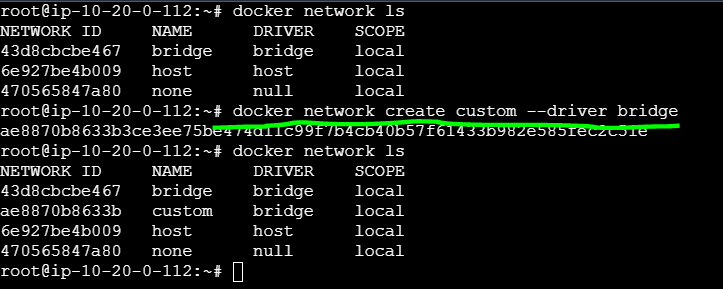 root@ip-10-20-0-112:~# docker network ls
NETWORK ID     NAME      DRIVER    SCOPE
43d8cbcbe467   bridge    bridge    local
6e927be4b009   host      host      local
470565847a80   none      null      local
root@ip-10-20-0-112:~# docker network create custom --driver bridge
ae8870b8633b3ce3ee75be474d11c99f7b4cb40b57f61433b982e585fec2c51e
root@ip-10-20-0-112:~# docker network ls
NETWORK ID     NAME      DRIVER    SCOPE
43d8cbcbe467   bridge    bridge    local
ae8870b8633b   custom    bridge    local
6e927be4b009   host      host      local
470565847a80   none      null      local
root@ip-10-20-0-112:~#